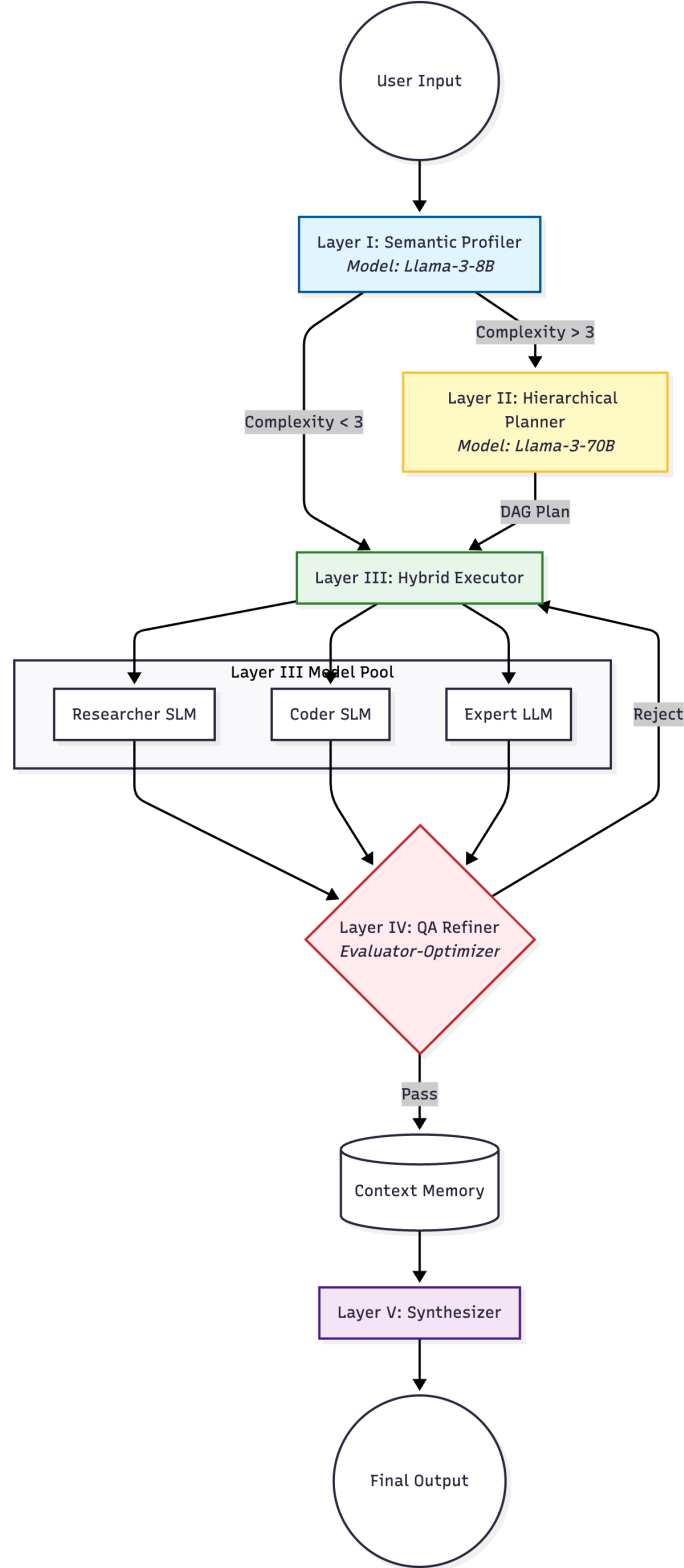 User Input
Layer I: Semantic Profiler
Model: Llama-3-8B
Complexity > 3
Layer II: Hierarchical
Planner
Model: Llama-3-70B
Complexity < 3
DAG Plan
Layer III: Hybrid Executor
Layer III Model Pool
Researcher SLM
Coder SLM
Expert LLM
Reject
Layer IV: QA Refiner
Evaluator-Optimizer
Pass
Context Memory
Layer V: Synthesizer
Final Output